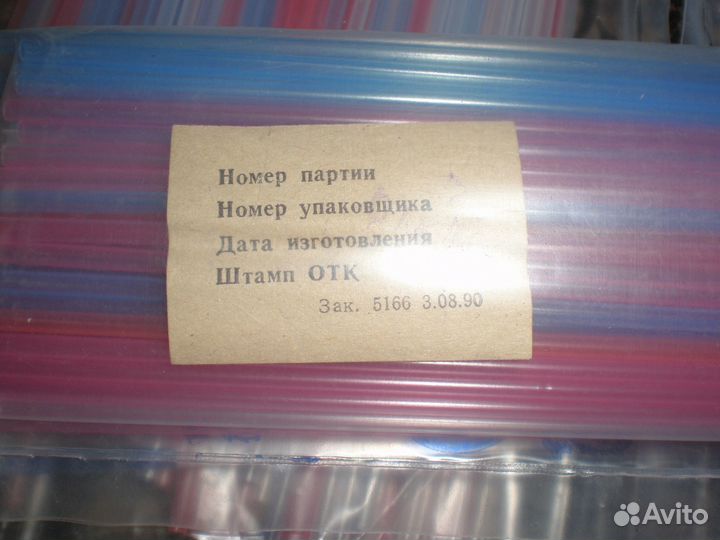 Номер партии
Номер упаковщика
Дата изготовления
Штамп ОТК
Зак. 5166 3.08.90
Avito